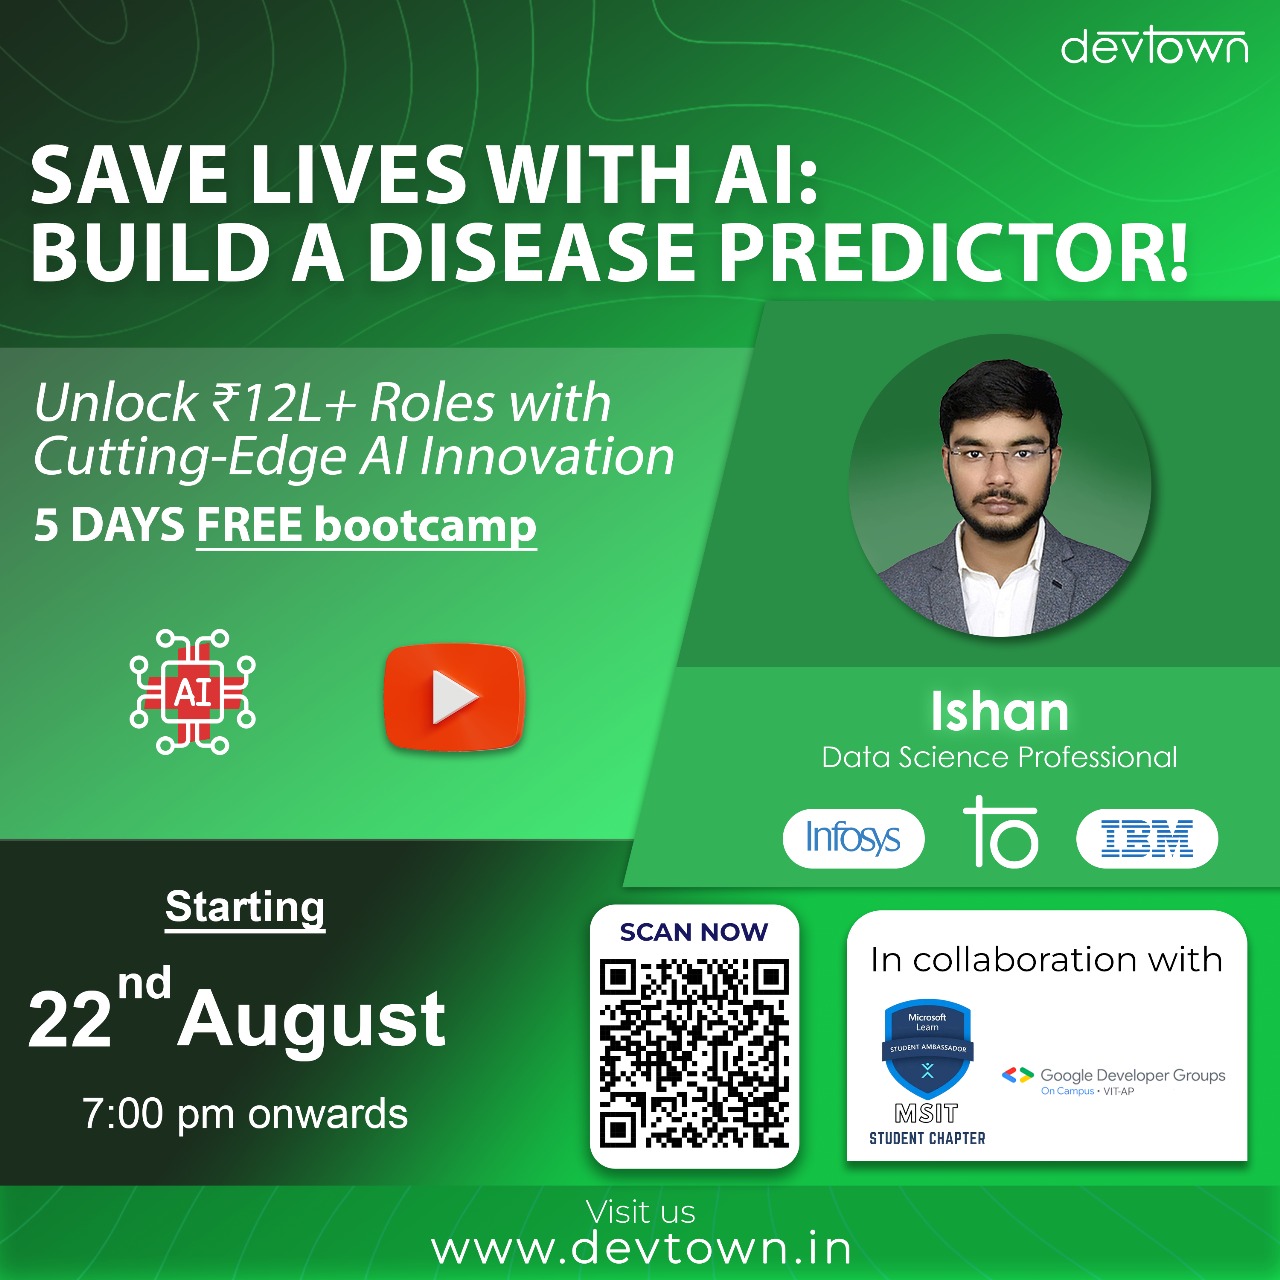 devtown
SAVE LIVES WITH AI:
BUILD A DISEASE PREDICTOR!
Unlock ₹12L+ Roles with
Cutting-Edge AI Innovation
5 DAYS FREE bootcamp
AI
Ishan
Data Science Professional
Infosys to IBM
Starting
22nd August
7:00 pm onwards
SCAN NOW
In collaboration with
Microsoft
Learn
STUDENT AMBASSADOR
MSIT
STUDENT CHAPTER
Google Developer Groups
On Campus • VIT-AP
Visit us
www.devtown.in